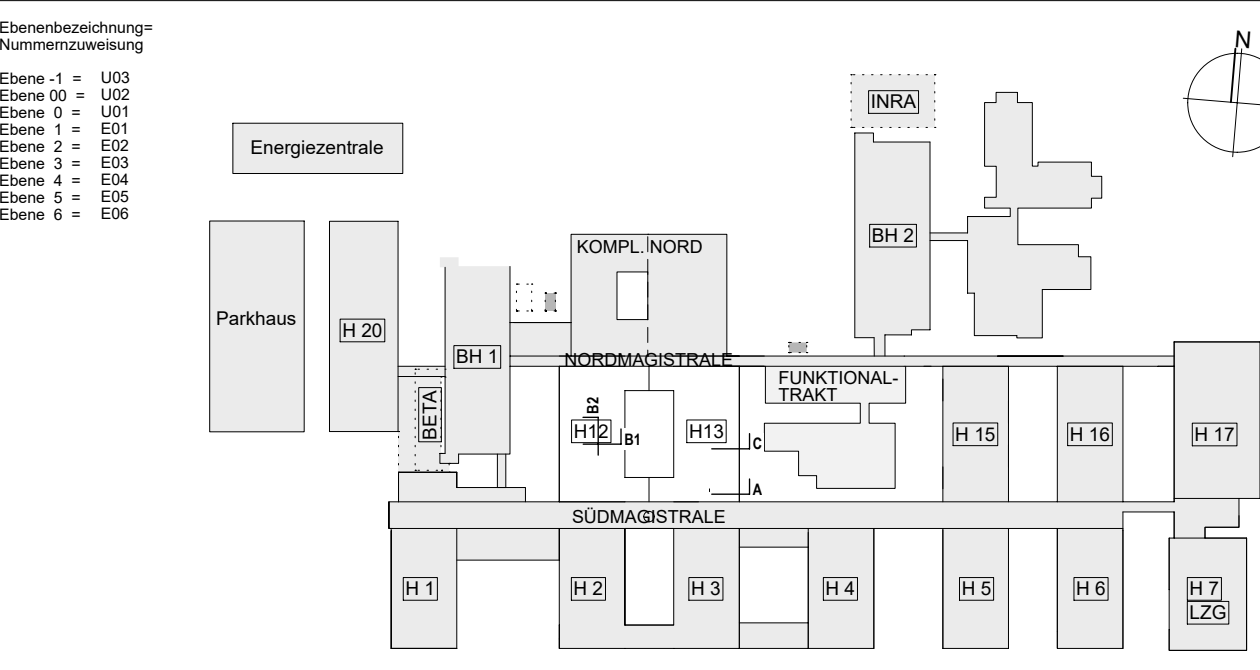 Ebenenbezeichnung=
Nummernzuweisung
Ebene -1 = U03
Ebene 00 = U02
Ebene 0 = U01
Ebene 1 = E01
Ebene 2 = E02
Ebene 3 = E03
Ebene 4 = E04
Ebene 5 = E05
Ebene 6 = E06
N
INRA
Energiezentrale
BH 2
KOMPL. NORD
Parkhaus
H 20
BH 1
NORDMAGISTRALE
FUNKTIONAL-
TRAKT
BETA
B2
H12
B1
H13
C
H 15
H 16
H 17
A
SÜDMAGISTRALE
H 1
H 2
H 3
H 4
H 5
H 6
H 7
LZG